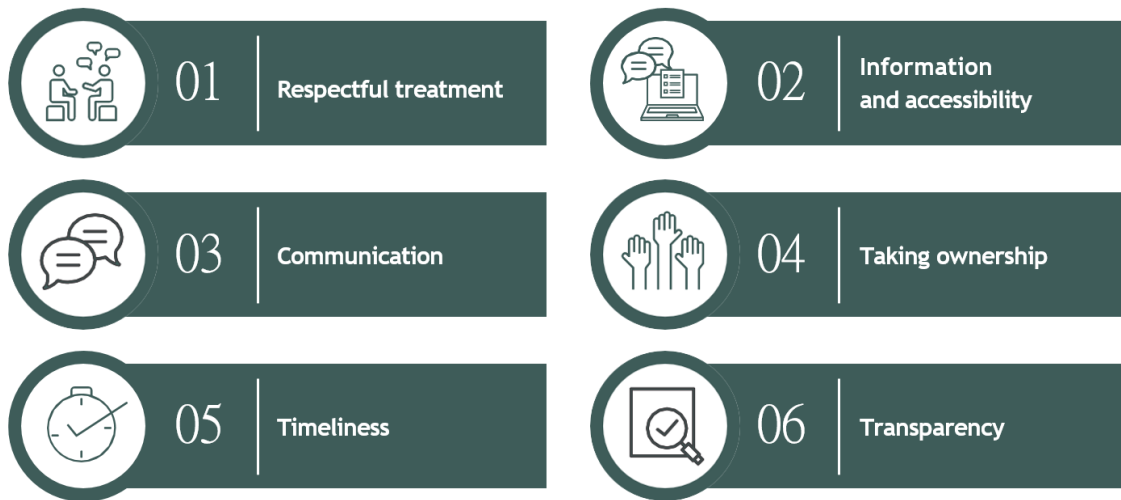 01
Respectful treatment
02
Information
and accessibility
03
Communication
04
Taking ownership
05
Timeliness
06
Transparency